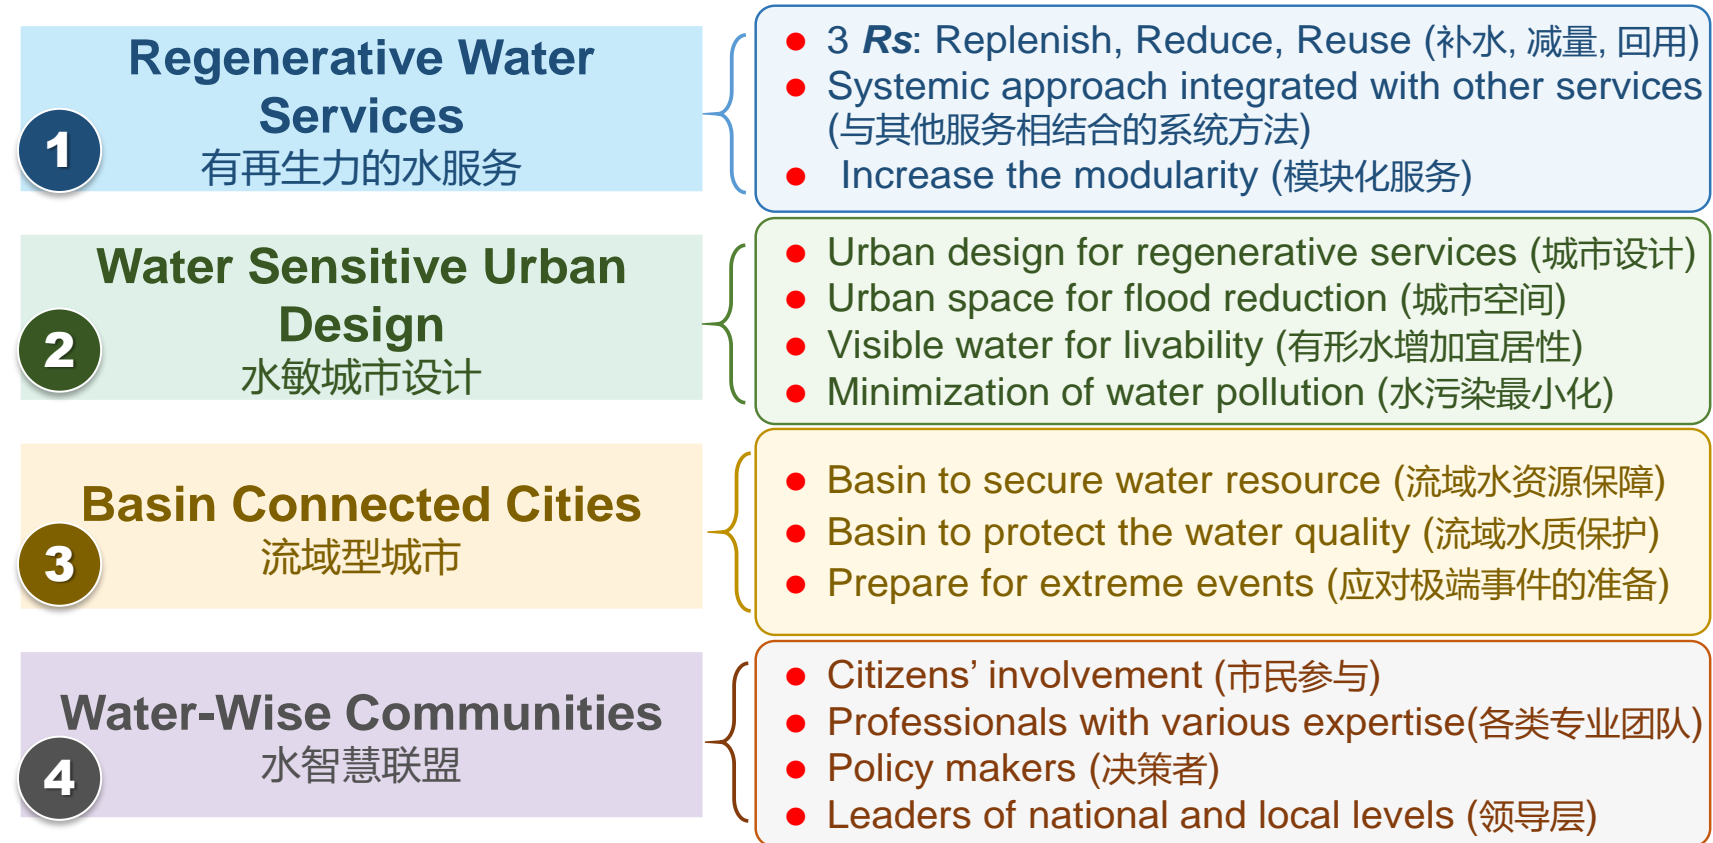 Regenerative Water
Services
有再生力的水服务
1
● 3 Rs: Replenish, Reduce, Reuse (补水, 减量, 回用)
● Systemic approach integrated with other services
(与其他服务相结合的系统方法)
● Increase the modularity (模块化服务)
Water Sensitive Urban
Design
水敏城市设计
2
● Urban design for regenerative services (城市设计)
● Urban space for flood reduction (城市空间)
● Visible water for livability (有形水增加宜居性)
● Minimization of water pollution (水污染最小化)
Basin Connected Cities
流域型城市
3
● Basin to secure water resource (流域水资源保障)
● Basin to protect the water quality (流域水质保护)
● Prepare for extreme events (应对极端事件的准备)
Water-Wise Communities
水智慧联盟
4
● Citizens’ involvement (市民参与)
● Professionals with various expertise(各类专业团队)
● Policy makers (决策者)
● Leaders of national and local levels (领导层)